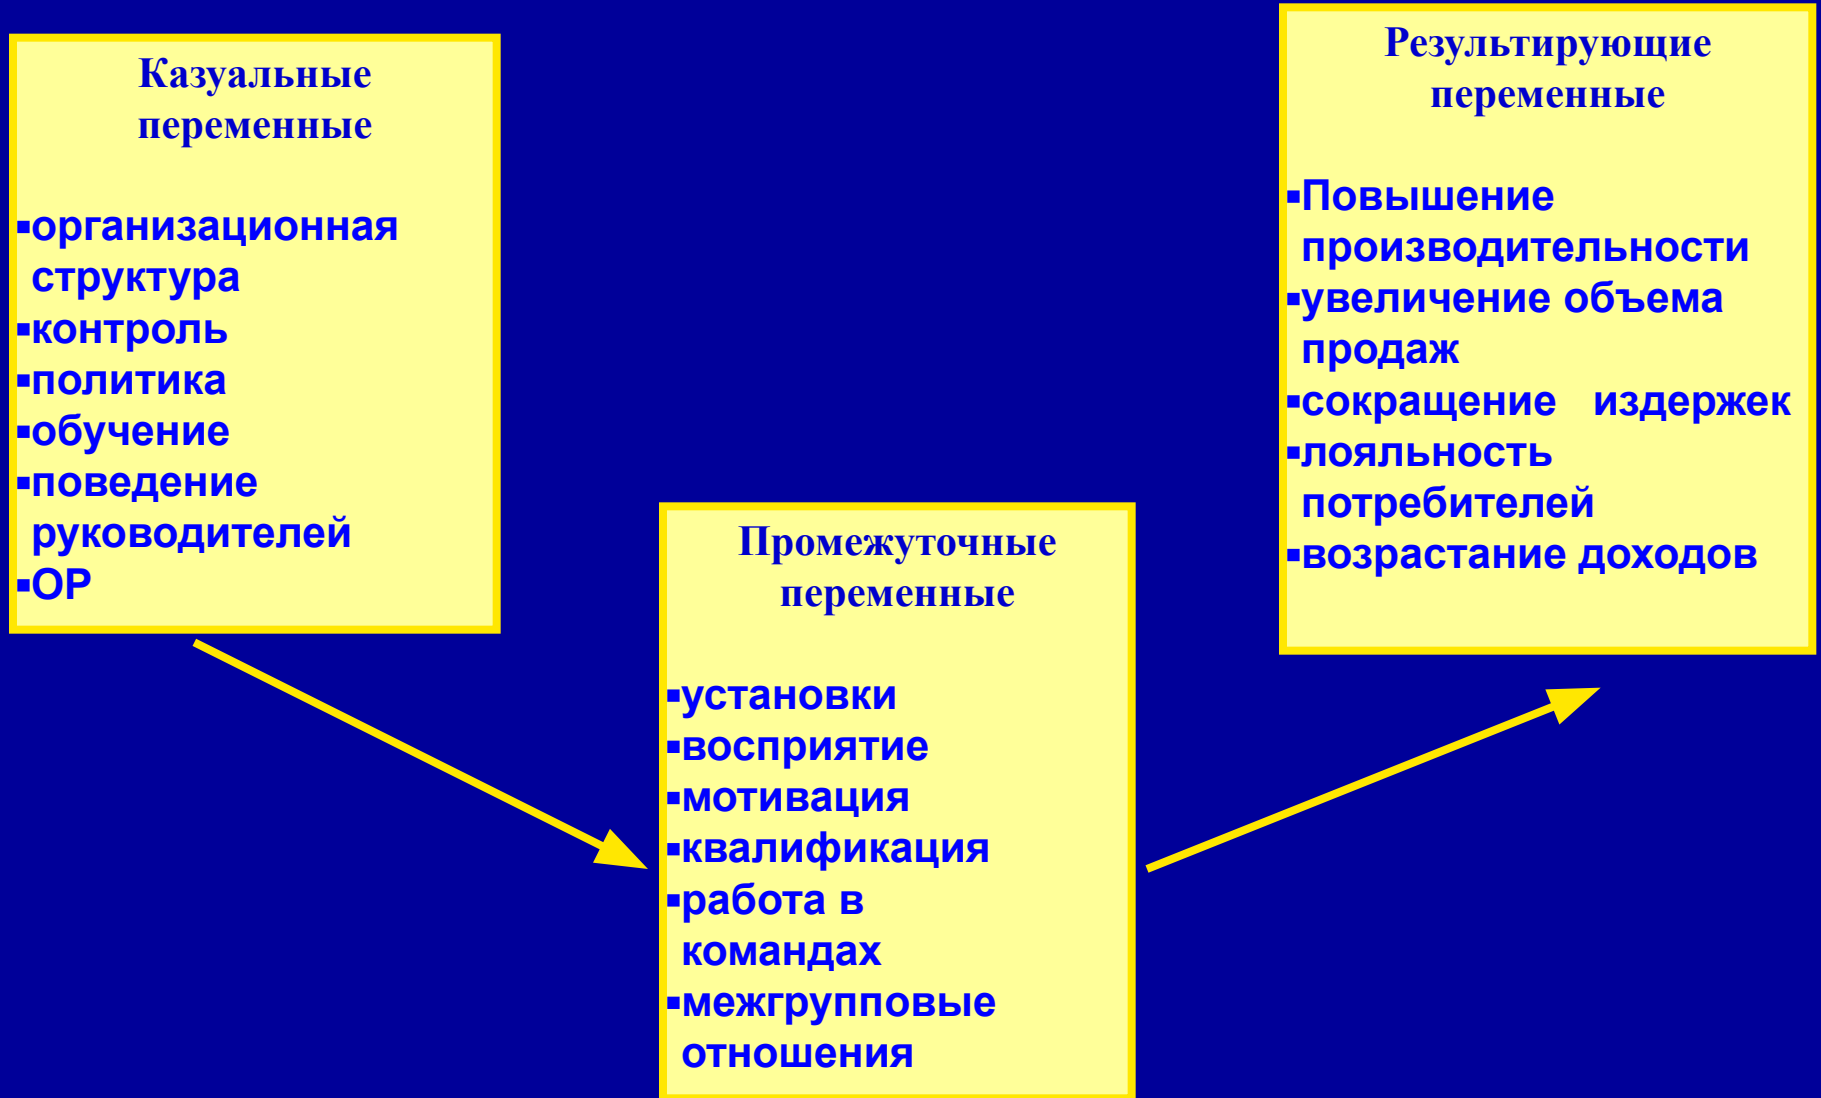 Казуальные
переменные
▪организационная
структура
▪контроль
▪политика
▪обучение
▪поведение
руководителей
▪ОР
Промежуточные
переменные
▪установки
▪восприятие
▪мотивация
▪квалификация
▪работа в
командах
▪межгрупповые
отношения
Результирующие
переменные
▪Повышение
производительности
▪увеличение объема
продаж
▪сокращение издержек
▪лояльность
потребителей
▪возрастание доходов